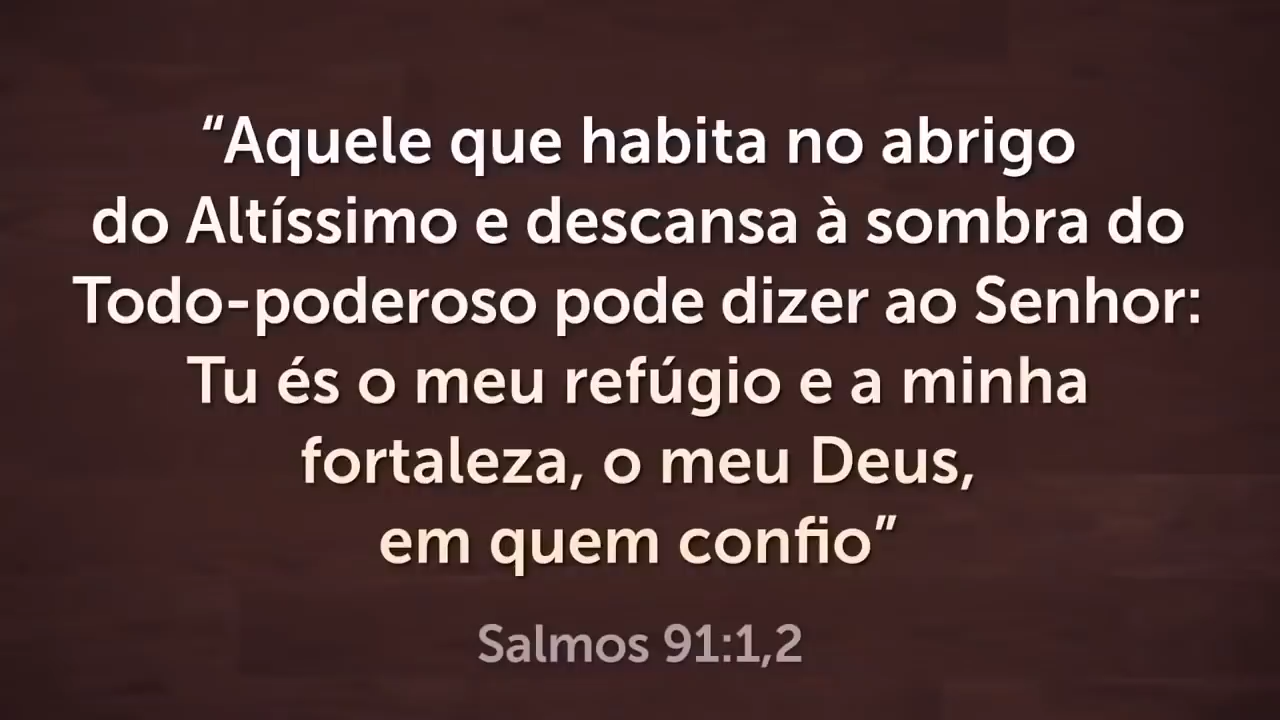 “Aquele que habita no abrigo
do Altíssimo e descansa à sombra do
Todo-poderoso pode dizer ao Senhor:
Tu és o meu refúgio e a minha
fortaleza, o meu Deus,
em quem confio”
Salmos 91:1,2